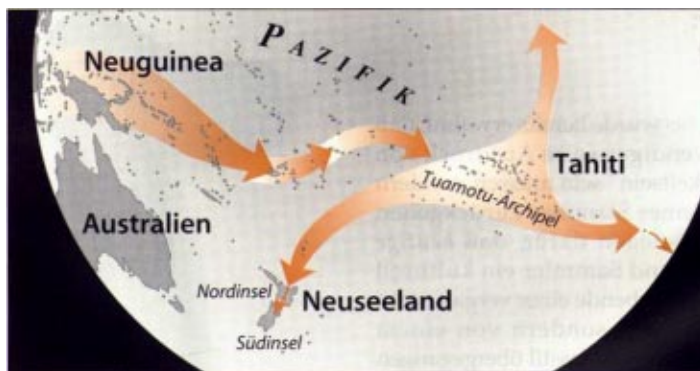 Neuguinea
PAZIFIK
Tahiti
Tuamotu-Archipel
Australien
Nordinsel
Neuseeland
Südinsel